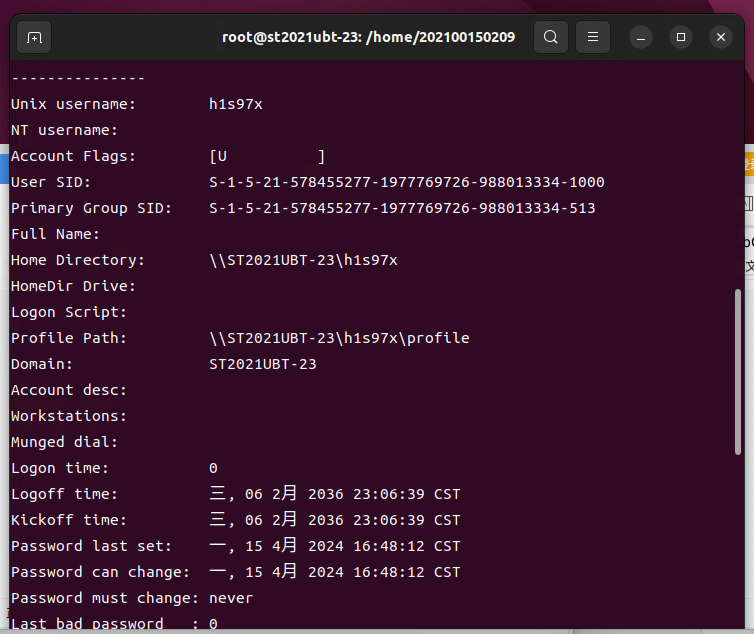 root@st2021ubt-23: /home/202100150209
---------------
Unix username:        h1s97x
NT username:
Account Flags:        [U          ]
User SID:             S-1-5-21-578455277-1977769726-988013334-1000
Primary Group SID:    S-1-5-21-578455277-1977769726-988013334-513
Full Name:
Home Directory:       \\ST2021UBT-23\h1s97x
HomeDir Drive:
Logon Script:
Profile Path:         \\ST2021UBT-23\h1s97x\profile
Domain:               ST2021UBT-23
Account desc:
Workstations:
Munged dial:
Logon time:           0
Logoff time:          三, 06 2月 2036 23:06:39 CST
Kickoff time:         三, 06 2月 2036 23:06:39 CST
Password last set:    一, 15 4月 2024 16:48:12 CST
Password can change:  一, 15 4月 2024 16:48:12 CST
Password must change: never
Last bad password   : 0